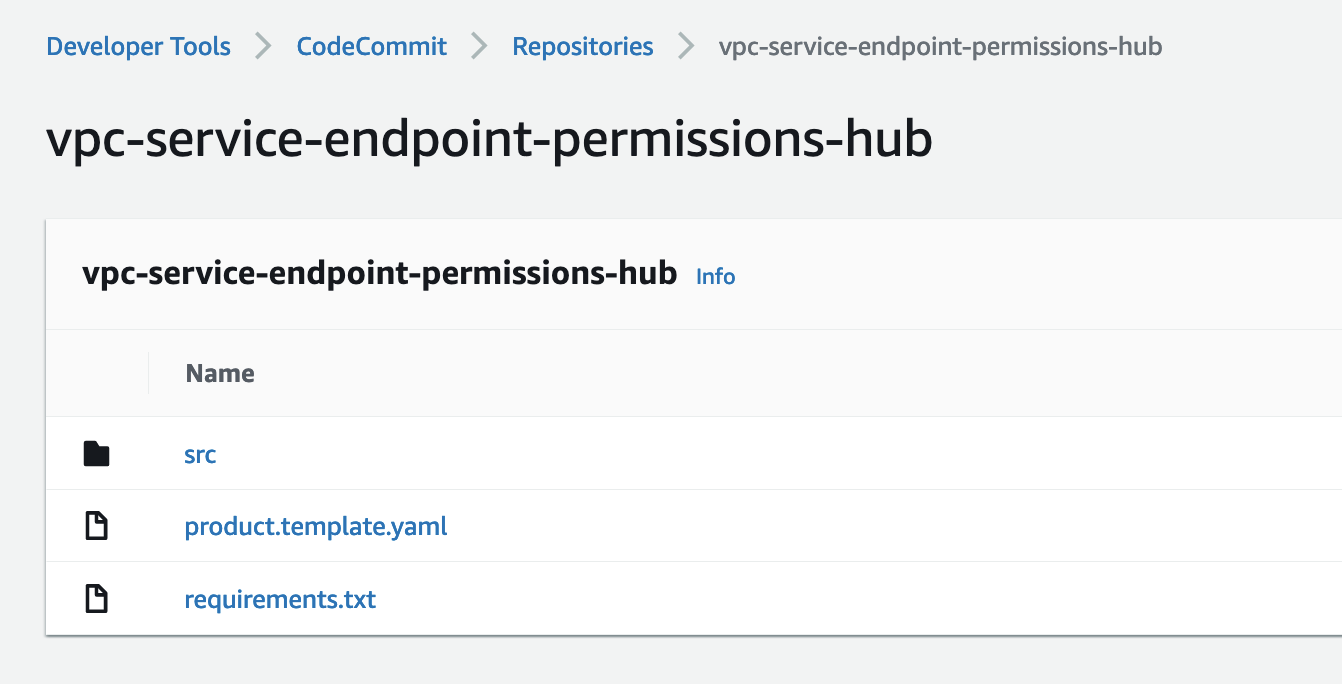 Developer Tools > CodeCommit > Repositories > vpc-service-endpoint-permissions-hub
vpc-service-endpoint-permissions-hub
vpc-service-endpoint-permissions-hub Info
Name
src
product.template.yaml
requirements.txt